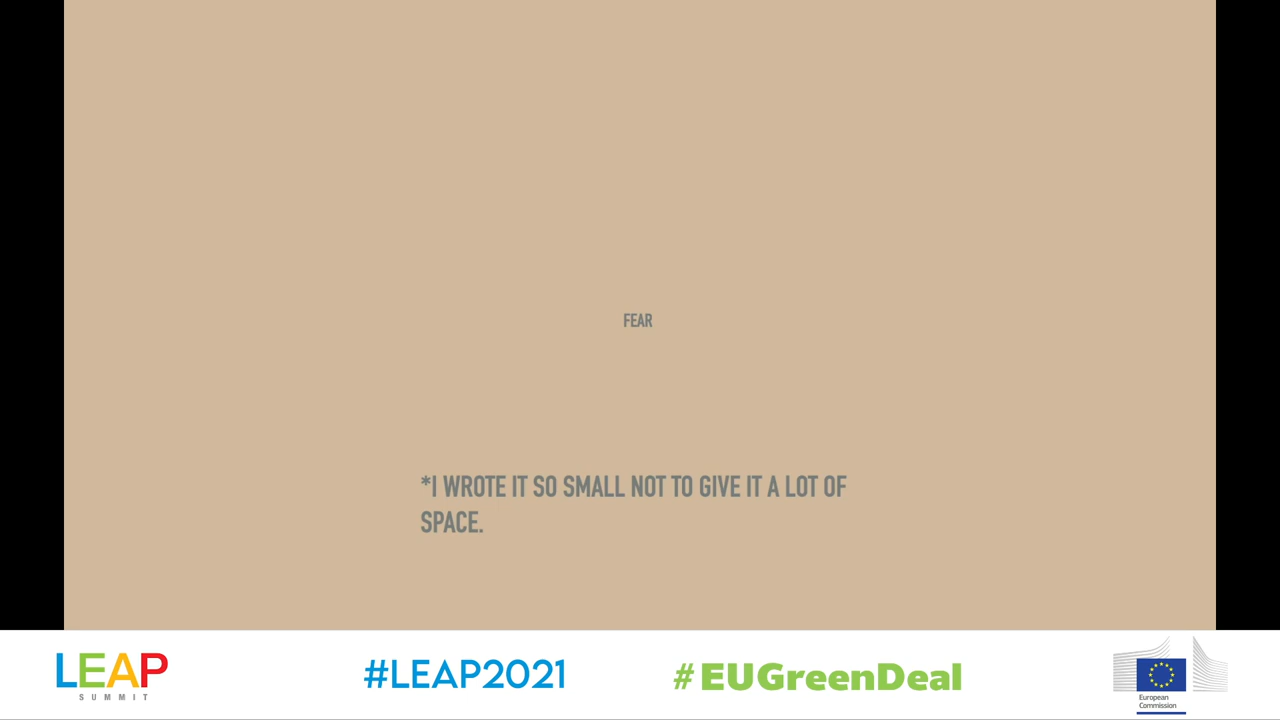 FEAR
*I WROTE IT SO SMALL NOT TO GIVE IT A LOT OF
SPACE.
LEAP
SUMMIT
#LEAP2021
#EUGreenDeal
European
Commission